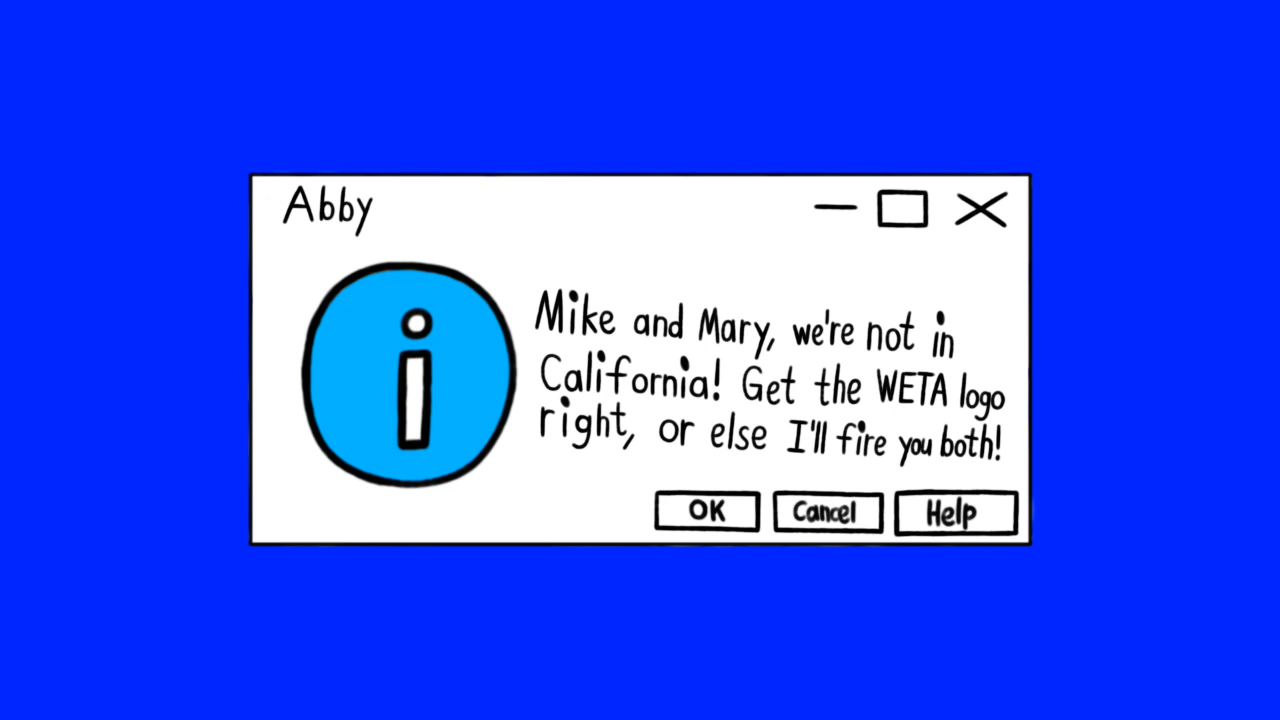 Abby
i
Mike and Mary, we're not in
California! Get the WETA logo
right, or else I'll fire you both!
OK
Cancel
Help